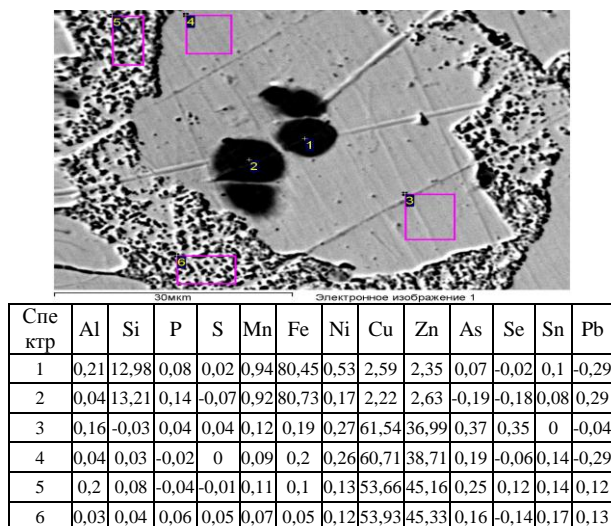 5
4
1
2
3
6
30мкm Электронное изображение 1
Спектр Al Si P S Mn Fe Ni Cu Zn As Se Sn Pb
1 0,21 12,98 0,08 0,02 0,94 80,45 0,53 2,59 2,35 0,07 -0,02 0,1 -0,29
2 0,04 13,21 0,14 -0,07 0,92 80,73 0,17 2,22 2,63 -0,19 -0,18 0,08 0,29
3 0,16 -0,03 0,04 0,04 0,12 0,19 0,27 61,54 36,99 0,37 0,35 0 -0,04
4 0,04 0,03 -0,02 0 0,09 0,2 0,26 60,71 38,71 0,19 -0,06 0,14 -0,29
5 0,2 0,08 -0,04 -0,01 0,11 0,1 0,13 53,66 45,16 0,25 0,12 0,14 0,12
6 0,03 0,04 0,06 0,05 0,07 0,05 0,12 53,93 45,33 0,16 -0,14 0,17 0,13